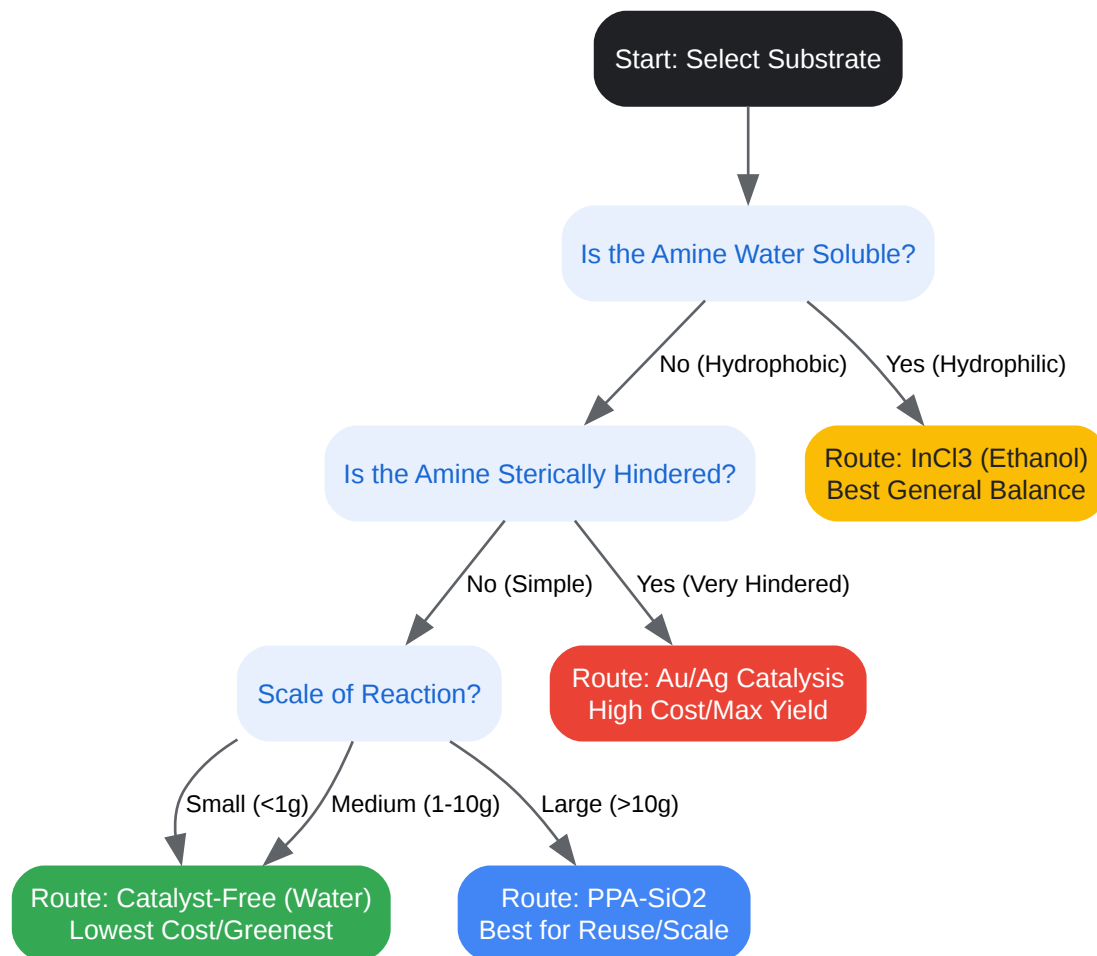 Start: Select Substrate
Is the Amine Water Soluble?
No (Hydrophobic)
Yes (Hydrophilic)
Is the Amine Sterically Hindered?
Route: InCl3 (Ethanol)
Best General Balance
No (Simple)
Yes (Very Hindered)
Scale of Reaction?
Route: Au/Ag Catalysis
High Cost/Max Yield
Small (<1g)
Medium (1-10g)
Large (>10g)
Route: Catalyst-Free (Water)
Lowest Cost/Greenest
Route: PPA-SiO2
Best for Reuse/Scale